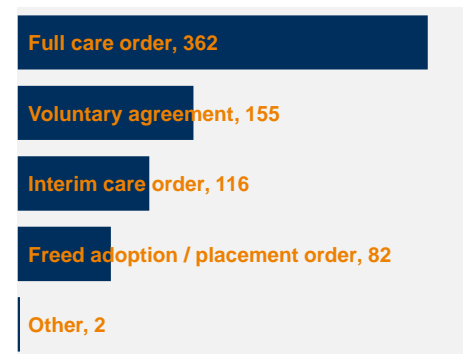 Full care order, 362
Voluntary agreement, 155
Interim care order, 116
Freed adoption / placement order, 82
Other, 2